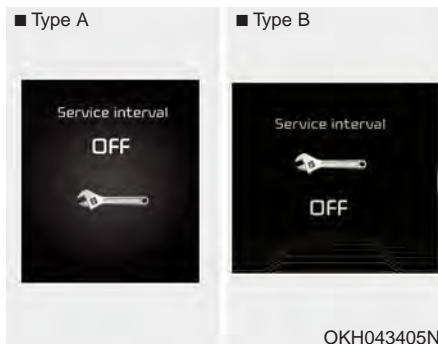 ■ Type A
Service interval
OFF
■ Type B
Service interval
OFF
OKH043405N